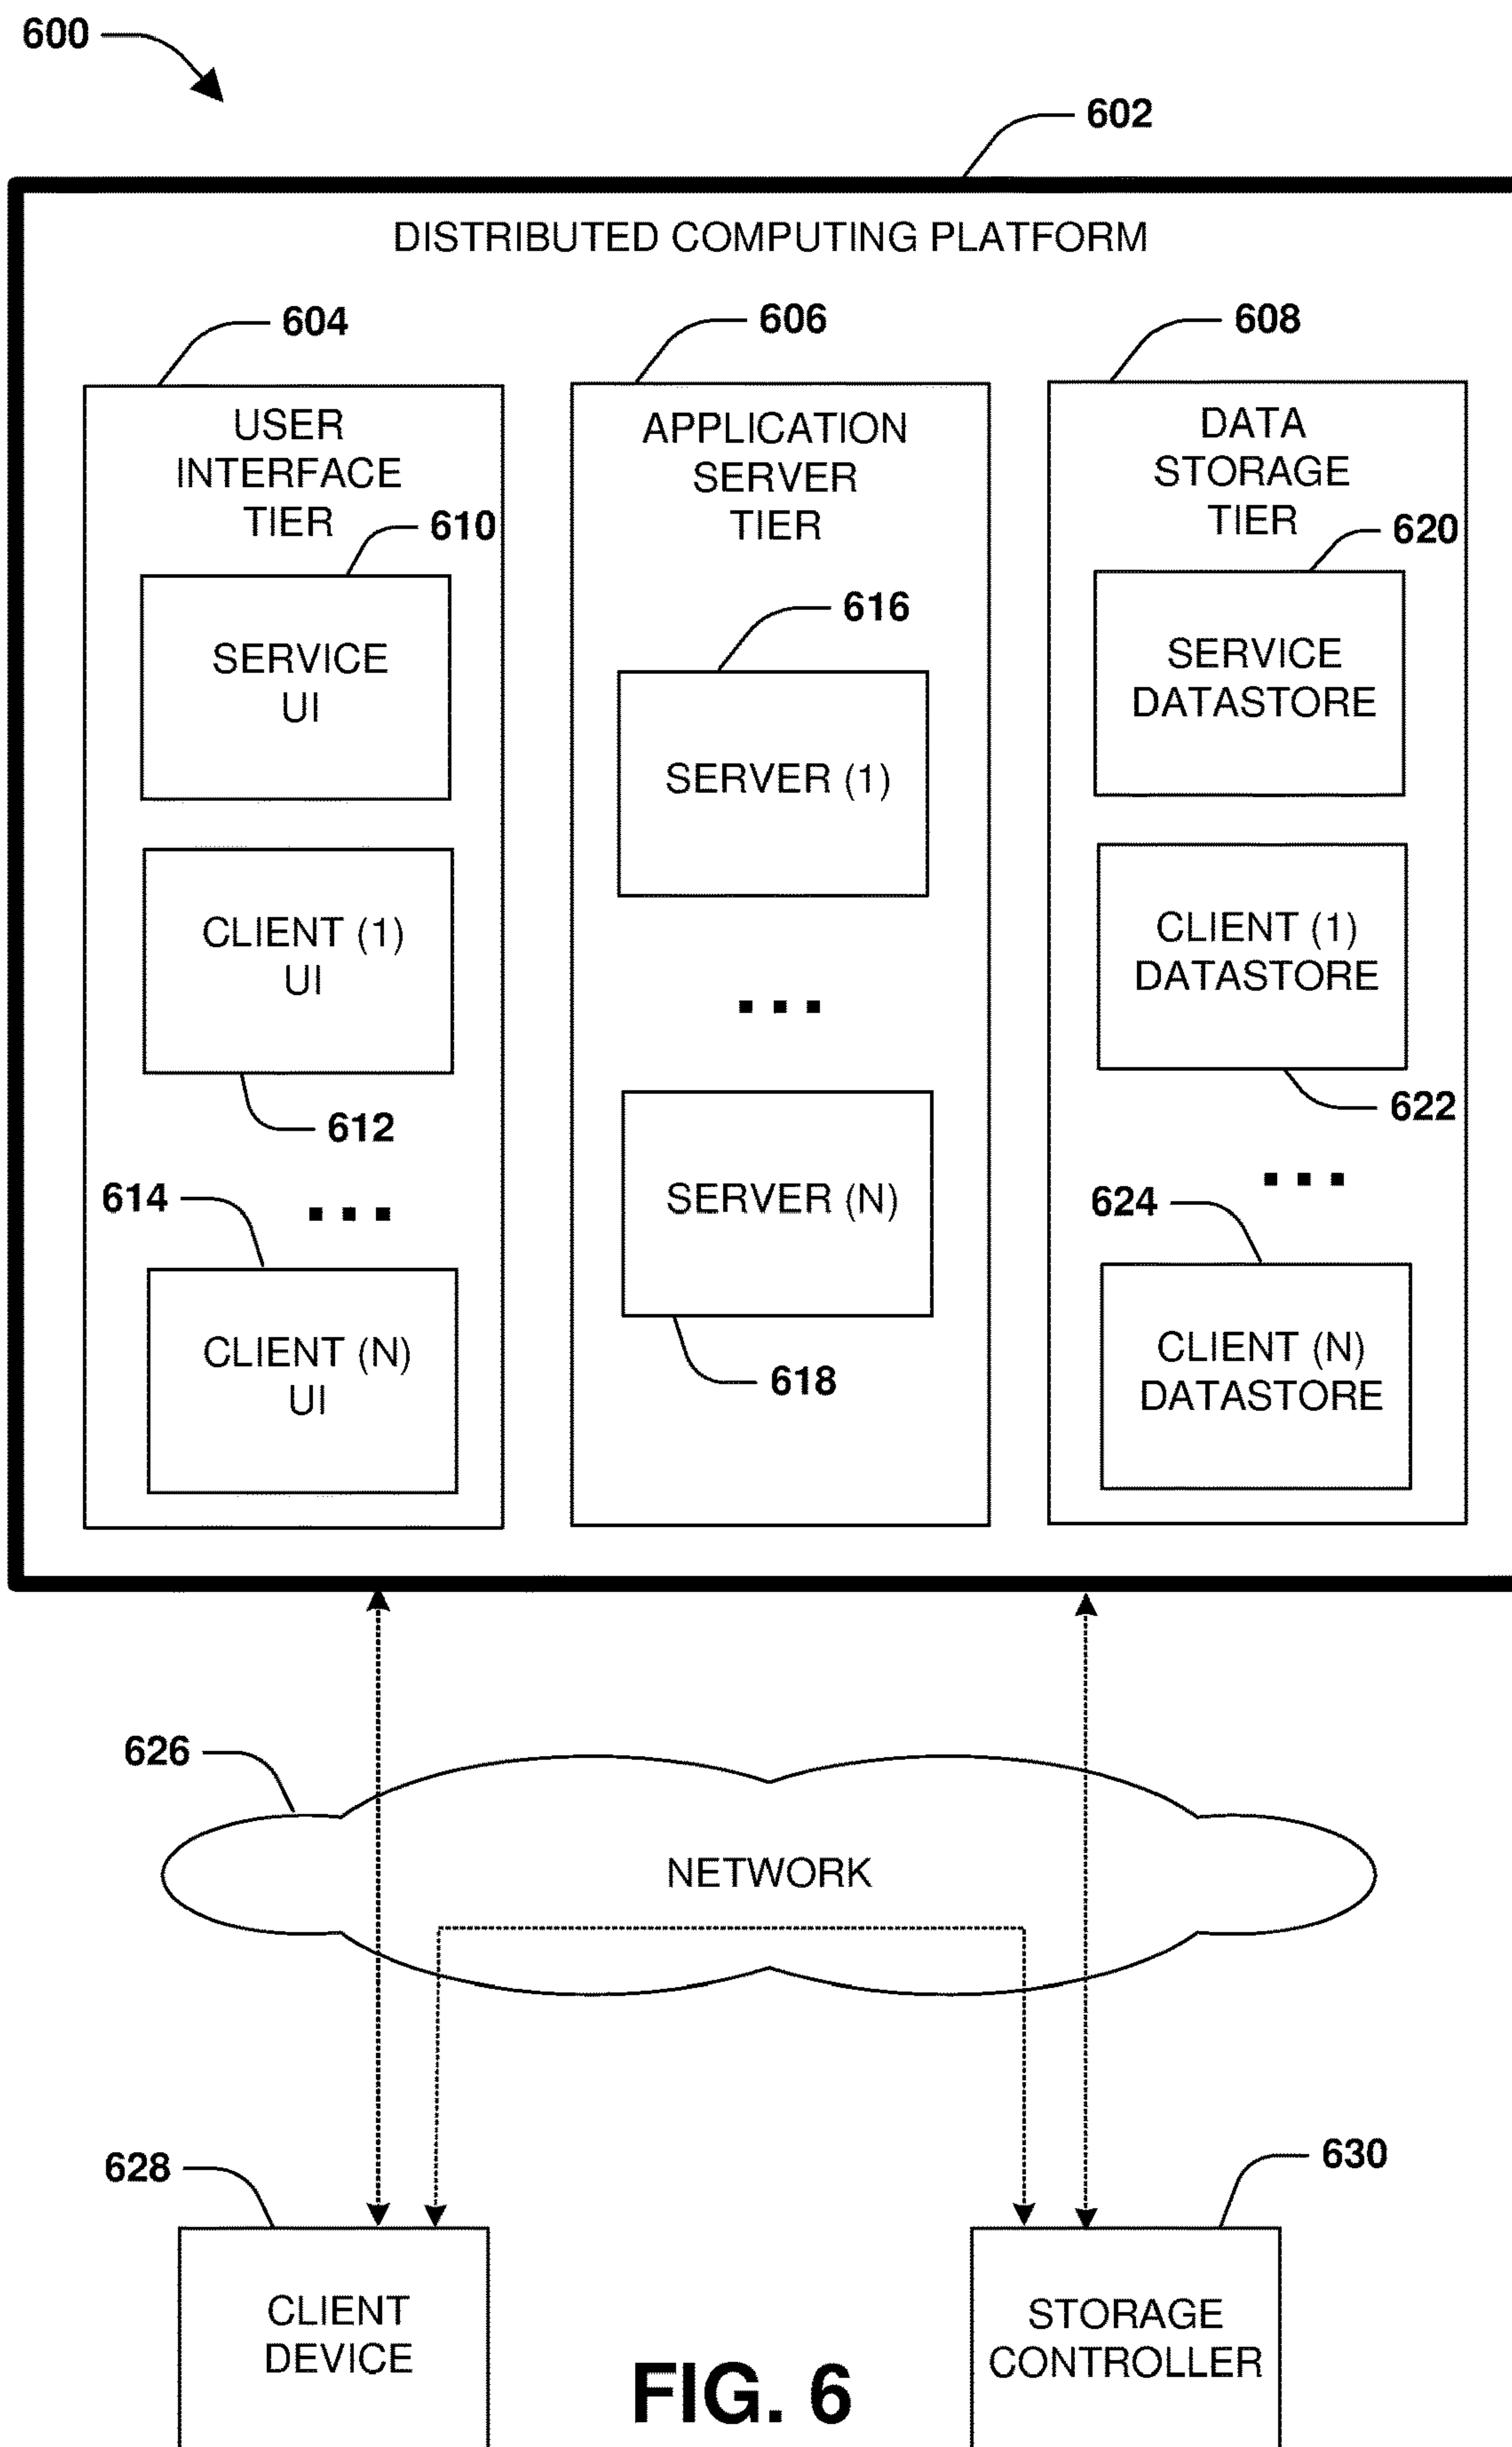 600
602
DISTRIBUTED COMPUTING PLATFORM
604
606
608
USER
INTERFACE
TIER
610
SERVICE
UI
CLIENT (1)
UI
612
614
▪ ▪ ▪
CLIENT (N)
UI
APPLICATION
SERVER
TIER
616
SERVER (1)
▪ ▪ ▪
SERVER (N)
618
DATA
STORAGE
TIER
620
SERVICE
DATASTORE
CLIENT (1)
DATASTORE
622
▪ ▪ ▪
624
CLIENT (N)
DATASTORE
626
NETWORK
628
630
CLIENT
DEVICE
STORAGE
CONTROLLER
FIG. 6